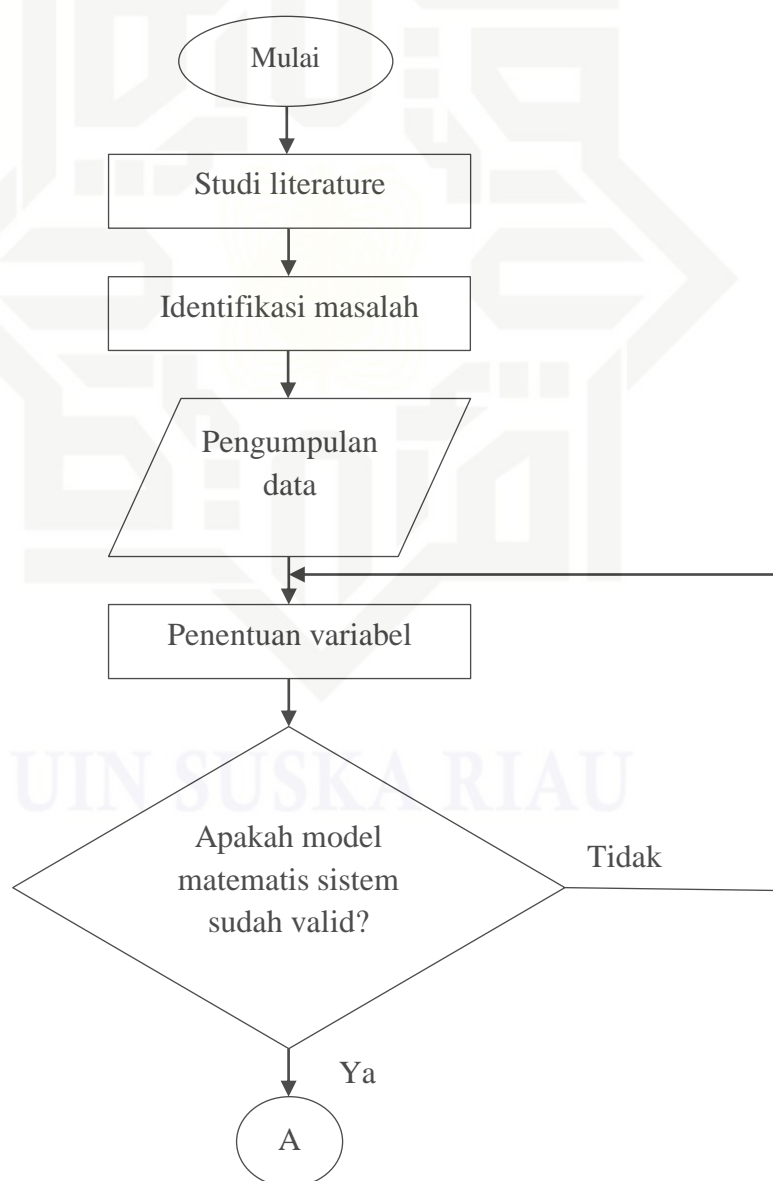 Mulai
Studi literature
Identifikasi masalah
Pengumpulan
data
Penentuan variabel
UIN SUSKA RIAU
Apakah model
matematis sistem
sudah valid?
Tidak
Ya
A